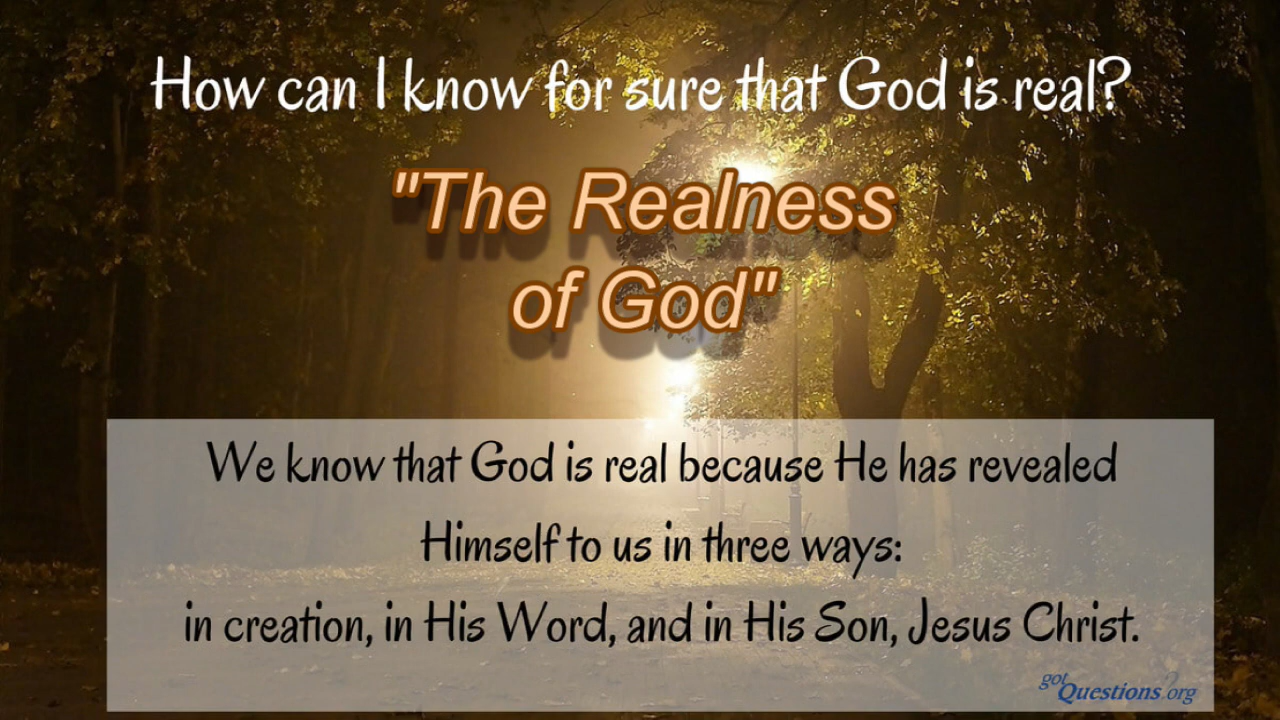 How can I know for sure that God is real?
"The Realness
of God"
We know that God is real because He has revealed
Himself to us in three ways:
in creation, in His Word, and in His Son, Jesus Christ.
got
Questions?org